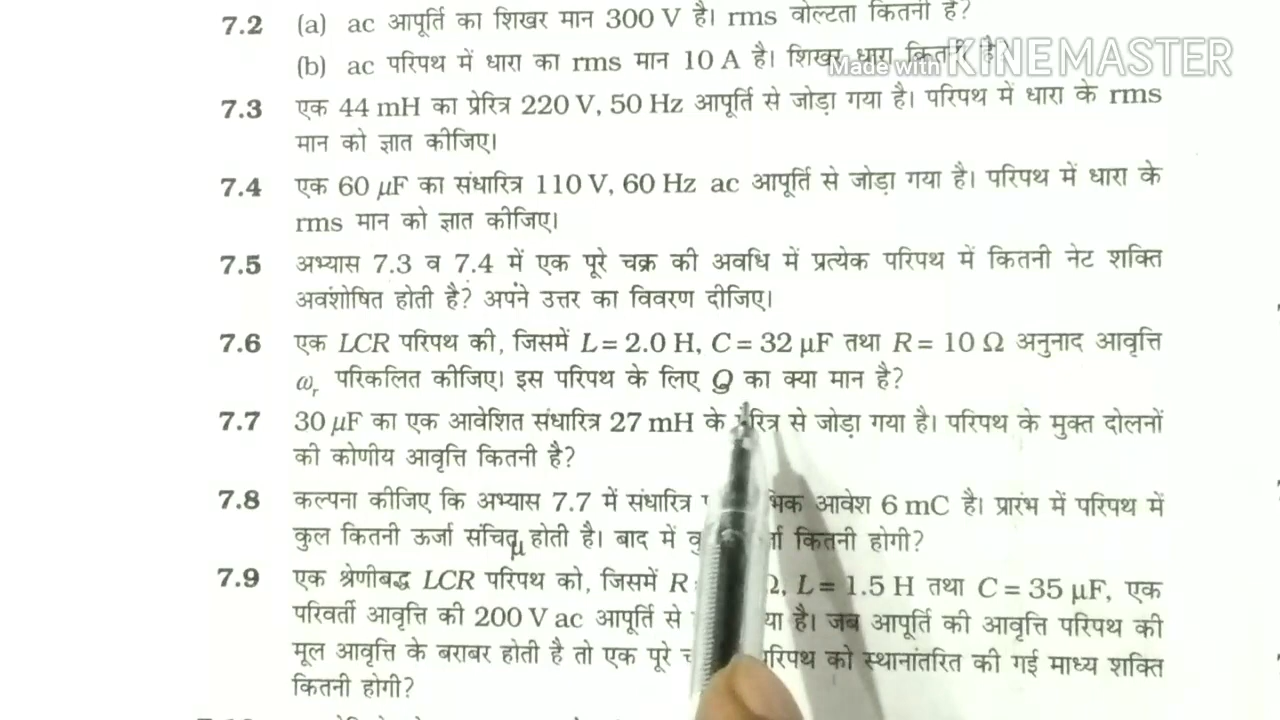 7.2 (a) ac आपूर्ति का शिखर मान 300 V है। rms वोल्टता कितनी है?
(b) ac परिपथ में धारा का rms मान 10 A है। शिखर धारा कितनी है
Made with KINEMASTER
7.3 एक 44 mH का प्रेरित्र 220 V, 50 Hz आपूर्ति से जोड़ा गया है। परिपथ में धारा के rms
मान को ज्ञात कीजिए।
7.4 एक 60 μF का संधारित्र 110 V, 60 Hz ac आपूर्ति से जोड़ा गया है। परिपथ में धारा के
rms मान को ज्ञात कीजिए।
7.5 अभ्यास 7.3 व 7.4 में एक पूरे चक्र की अवधि में प्रत्येक परिपथ में कितनी नेट शक्ति
अवशोषित होती है? अपने उत्तर का विवरण दीजिए।
7.6 एक LCR परिपथ की, जिसमें L = 2.0 H, C = 32 μF तथा R = 10 Ω अनुनाद आवृत्ति
ωr परिकलित कीजिए। इस परिपथ के लिए Q का क्या मान है?
7.7 30 μF का एक आवेशित संधारित्र 27 mH के से जोड़ा गया है। परिपथ के मुक्त दोलनों
की कोणीय आवृत्ति कितनी है?
7.8 कल्पना कीजिए कि अभ्यास 7.7 में संधारित्र आवेश 6 mC है। प्रारंभ में परिपथ में
कुल कितनी ऊर्जा संचित होती है। बाद में कितनी होगी?
μ
7.9 एक श्रेणीबद्ध LCR परिपथ को, जिसमें R Ω, L = 1.5 H तथा C = 35 μF, एक
परिवर्ती आवृत्ति की 200 V ac आपूर्ति से है। जब आपूर्ति की आवृत्ति परिपथ की
मूल आवृत्ति के बराबर होती है तो एक पूरे परिपथ को स्थानांतरित की गई माध्य शक्ति
कितनी होगी?